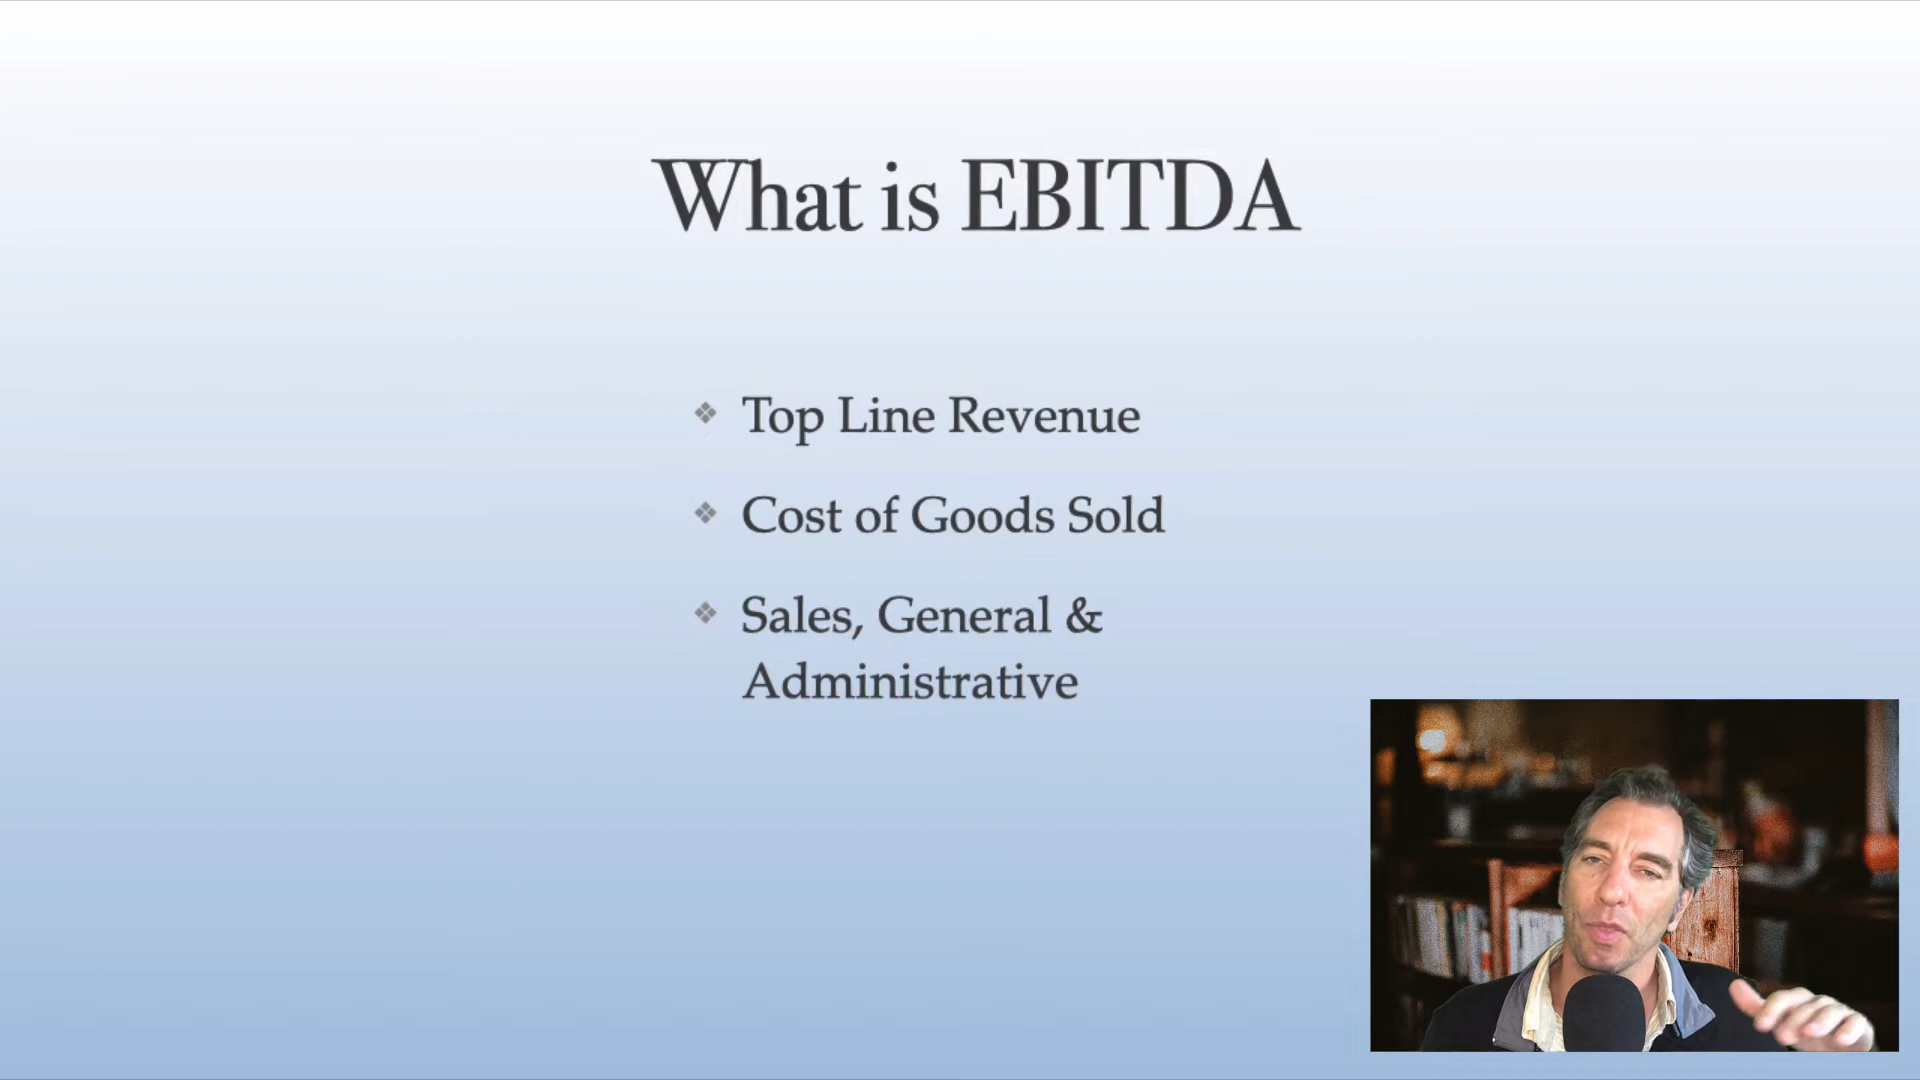 What is EBITDA
Top Line Revenue
Cost of Goods Sold
Sales, General &
Administrative